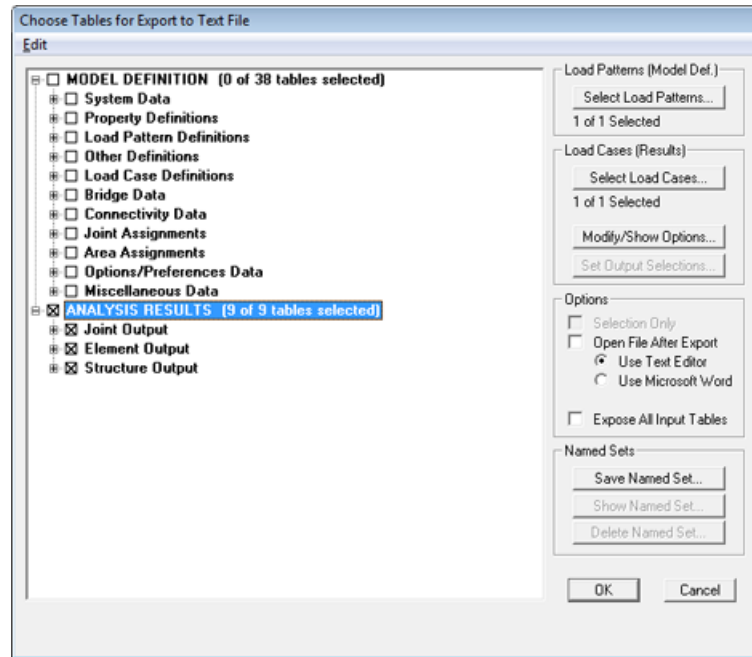 Choose Tables for Export to Text File
Edit
MODEL DEFINITION (0 of 38 tables selected)
System Data
Property Definitions
Load Pattern Definitions
Other Definitions
Load Case Definitions
Bridge Data
Connectivity Data
Joint Assignments
Area Assignments
Options/Preferences Data
Miscellaneous Data
ANALYSIS RESULTS (9 of 9 tables selected)
Joint Output
Element Output
Structure Output
Load Patterns (Model Def.)
Select Load Patterns...
1 of 1 Selected
Load Cases (Results)
Select Load Cases...
1 of 1 Selected
Modify/Show Options...
Set Output Selections...
Options
Selection Only
Open File After Export
Use Text Editor
Use Microsoft Word
Expose All Input Tables
Named Sets
Save Named Set...
Show Named Set...
Delete Named Set...
OK
Cancel